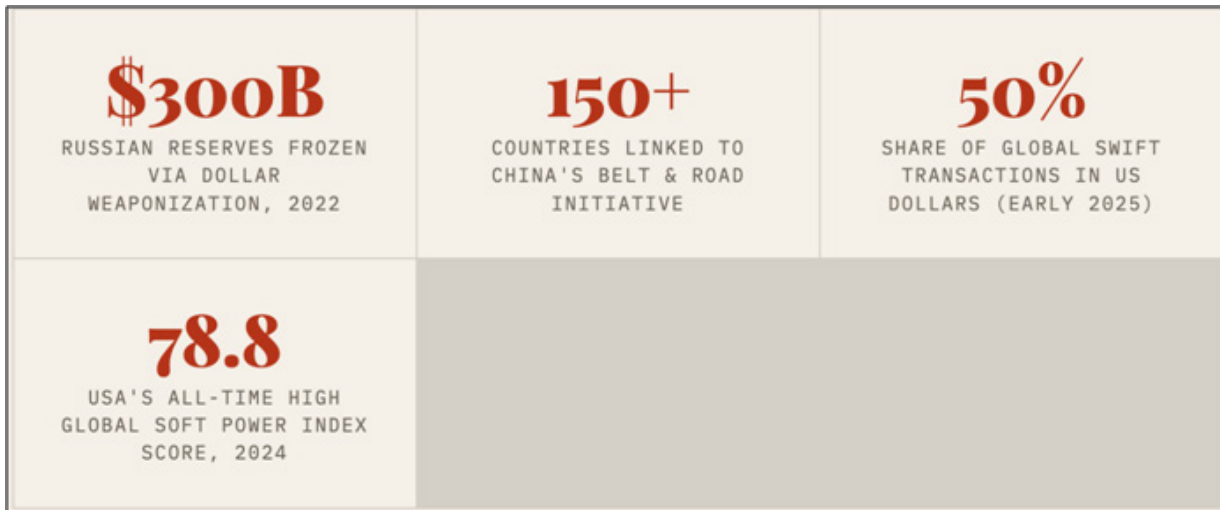 $300B
RUSSIAN RESERVES FROZEN
VIA DOLLAR
WEAPONIZATION, 2022
150+
COUNTRIES LINKED TO
CHINA'S BELT & ROAD
INITIATIVE
50%
SHARE OF GLOBAL SWIFT
TRANSACTIONS IN US
DOLLARS (EARLY 2025)
78.8
USA'S ALL-TIME HIGH
GLOBAL SOFT POWER INDEX
SCORE, 2024